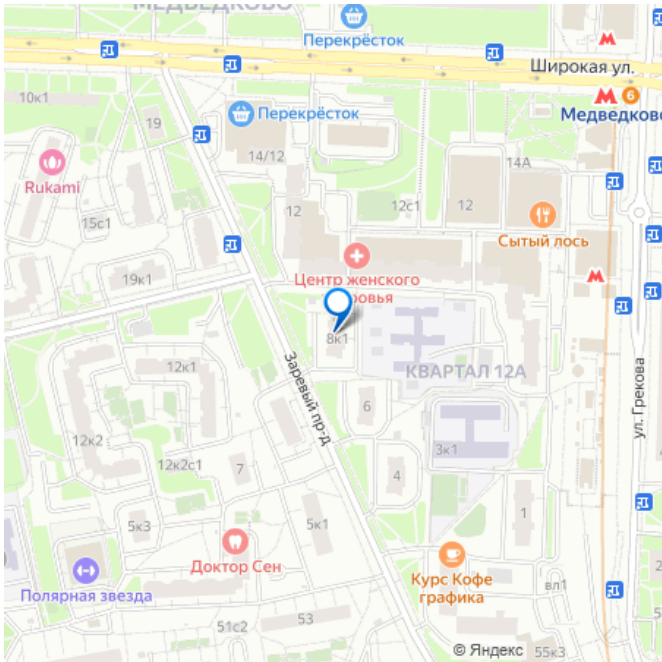 МЕДВЕДКОВО
Перекрёсток
Широкая ул.
6
Медведково
10к1
19
Перекрёсток
14/12
14А
Rukami
15с1
12
12с1
12
Сытый лось
19к1
Центр женского
8к1
Заревый пр-д
КВАРТАЛ 12А
ул. Грекова
12к1
6
12к2
12к2с1
7
3к1
4
5к3
5к1
1
Доктор Сен
Полярная звезда
Курс Кофе
графика
вл1
51с2
53
© Яндекс
55к3